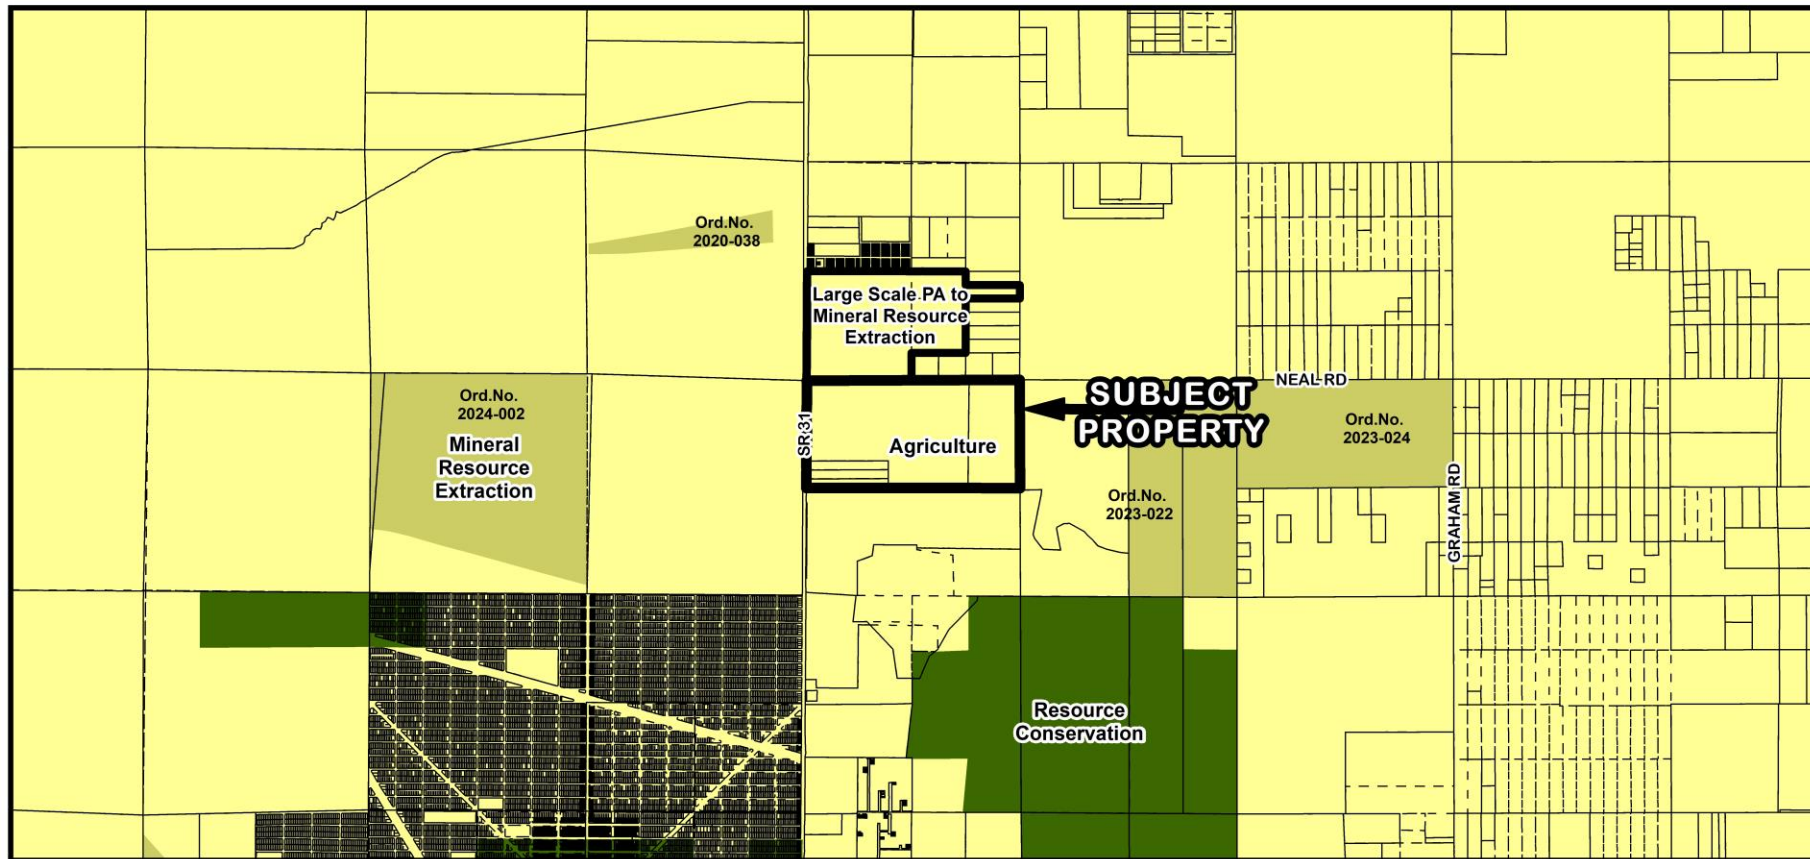 Ord.No.
2020-038
Large Scale PA to
Mineral Resource
Extraction
NEAL RD
SUBJECT
PROPERTY
Ord.No.
2024-002
Mineral
Resource
Extraction
SR 31
Agriculture
Ord.No.
2023-024
Ord.No.
2023-022
GRAHAM RD
Resource
Conservation